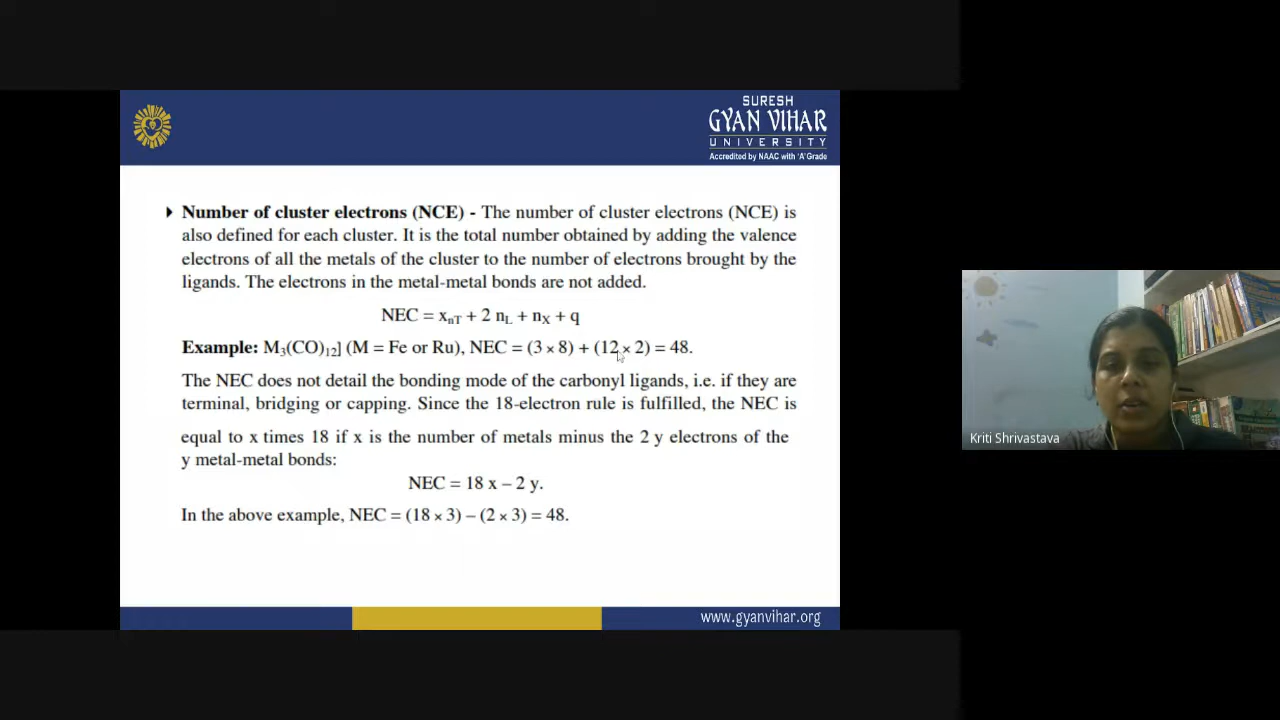 SURESH
GYAN VIHAR
UNIVERSITY
Accredited by NAAC with 'A' Grade
Number of cluster electrons (NCE) - The number of cluster electrons (NCE) is
also defined for each cluster. It is the total number obtained by adding the valence
electrons of all the metals of the cluster to the number of electrons brought by the
ligands. The electrons in the metal-metal bonds are not added.
NEC = xnT + 2 nL + nX + q
Example: M3(CO)12] (M = Fe or Ru), NEC = (3 × 8) + (12 × 2) = 48.
The NEC does not detail the bonding mode of the carbonyl ligands, i.e. if they are
terminal, bridging or capping. Since the 18-electron rule is fulfilled, the NEC is
equal to x times 18 if x is the number of metals minus the 2 y electrons of the
y metal-metal bonds:
NEC = 18 x – 2 y.
In the above example, NEC = (18 × 3) – (2 × 3) = 48.
www.gyanvihar.org
Kriti Shrivastava